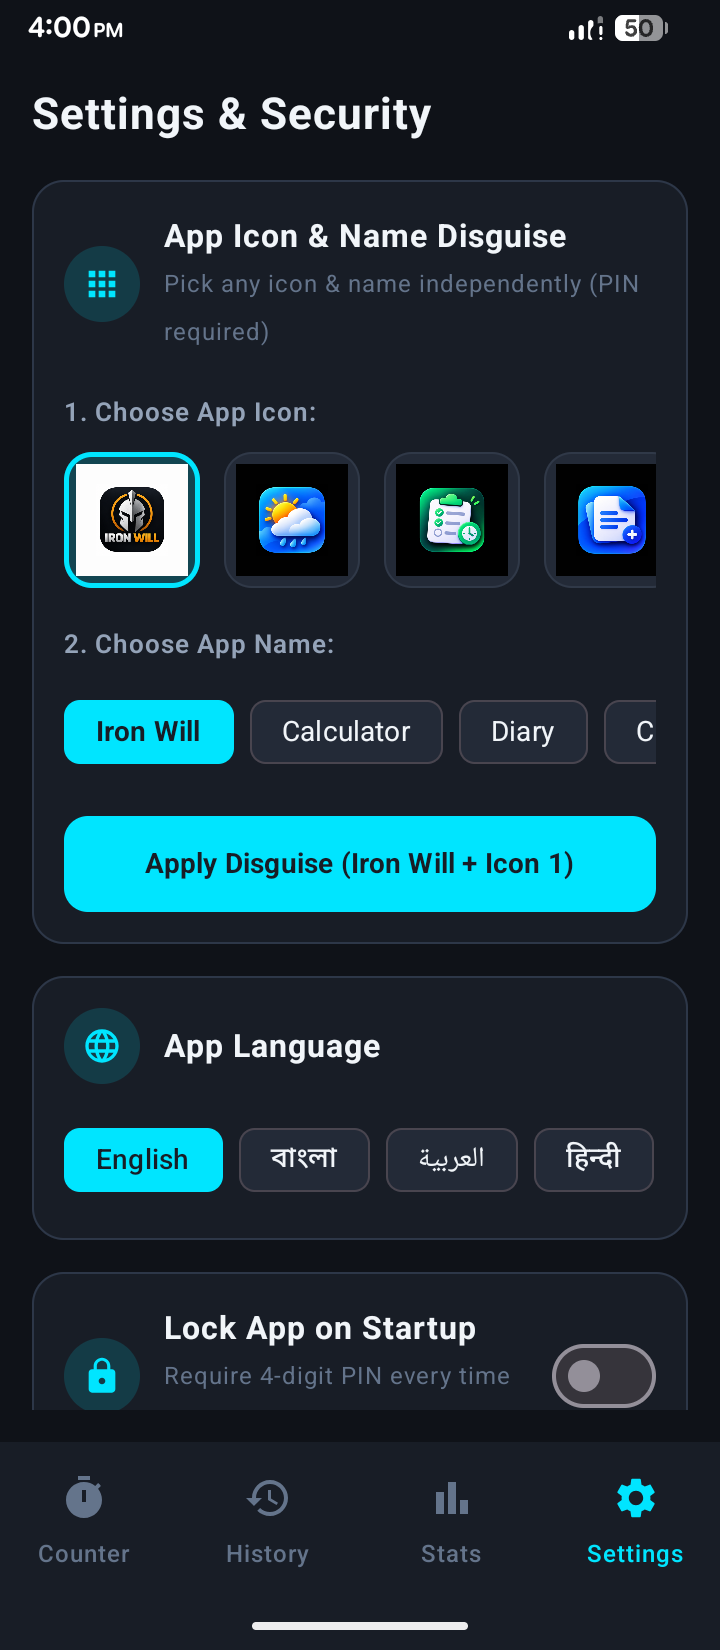 4:00 PM
50
Settings & Security
App Icon & Name Disguise
Pick any icon & name independently (PIN
required)
1. Choose App Icon:
IRON WILL
2. Choose App Name:
Iron Will
Calculator
Diary
C
Apply Disguise (Iron Will + Icon 1)
App Language
English
বাংলা
العربية
हिन्दी
Lock App on Startup
Require 4-digit PIN every time
Counter
History
Stats
Settings